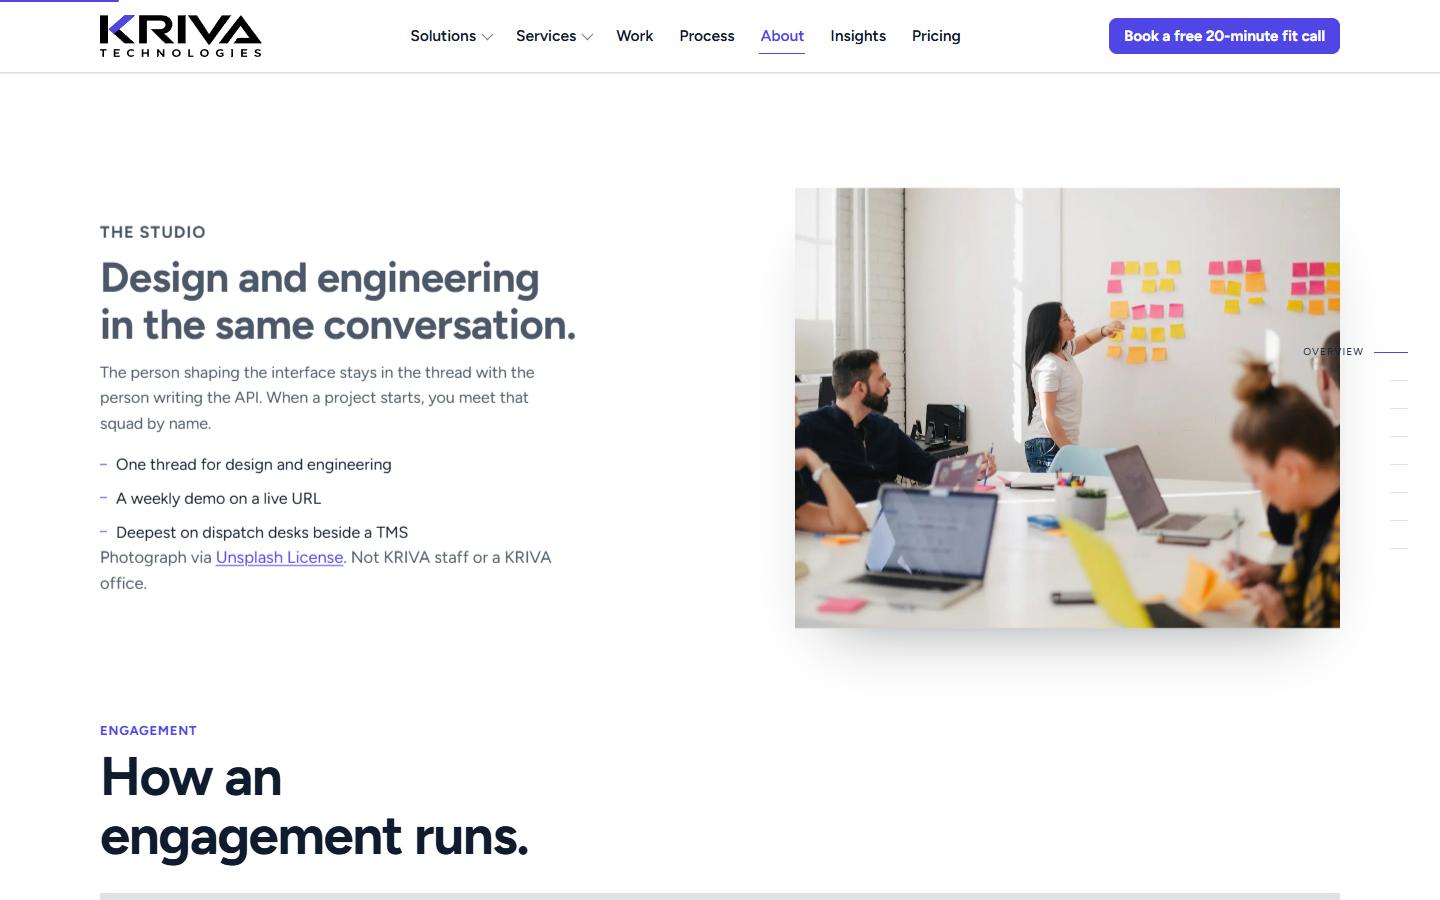 KRIVA
TECHNOLOGIES
Solutions
Services
Work
Process
About
Insights
Pricing
Book a free 20-minute fit call
THE STUDIO
Design and engineering
in the same conversation.
The person shaping the interface stays in the thread with the
person writing the API. When a project starts, you meet that
squad by name.
– One thread for design and engineering
– A weekly demo on a live URL
– Deepest on dispatch desks beside a TMS
Photograph via Unsplash License. Not KRIVA staff or a KRIVA
office.
OVERVIEW
ENGAGEMENT
How an
engagement runs.